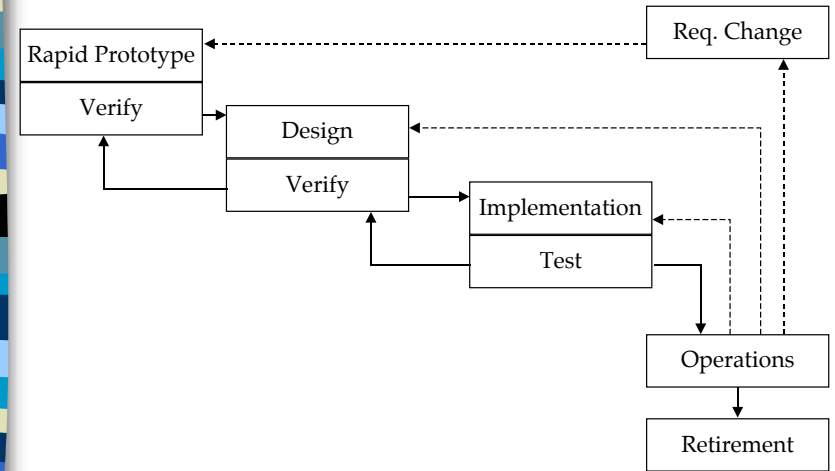 Req. Change
Rapid Prototype
Verify
Design
Verify
Implementation
Test
Operations
Retirement